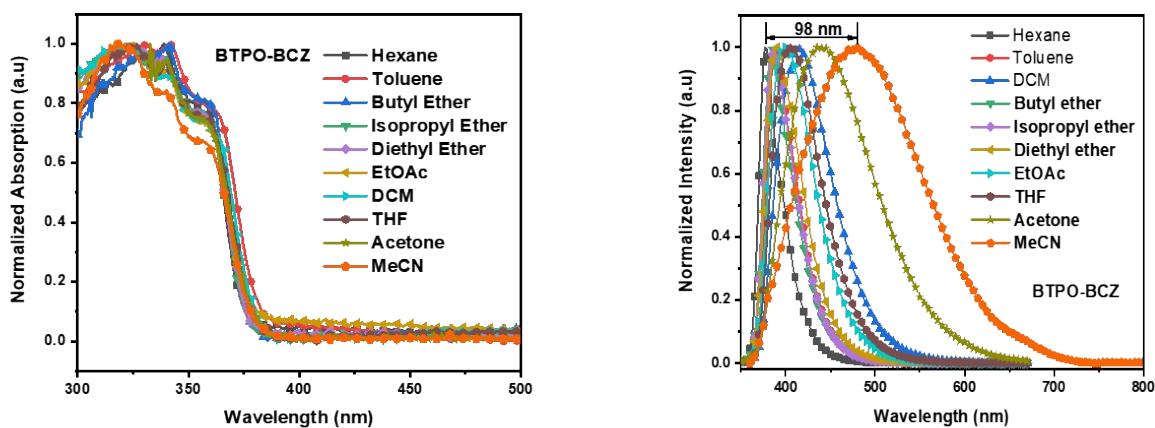 Normalized Absorption (a.u)
1.0
0.8
0.6
0.4
0.2
0.0
BTPO-BCZ
Hexane
Toluene
Butyl Ether
Isopropyl Ether
Diethyl Ether
EtOAc
DCM
THF
Acetone
MeCN
300 350 400 450 500
Wavelength (nm)
Normalized Intensity (a.u)
1.0
0.8
0.6
0.4
0.2
0.0
98 nm
Hexane
Toluene
DCM
Butyl ether
Isopropyl ether
Diethyl ether
EtOAc
THF
Acetone
MeCN
BTPO-BCZ
400 500 600 700 800
Wavelength (nm)